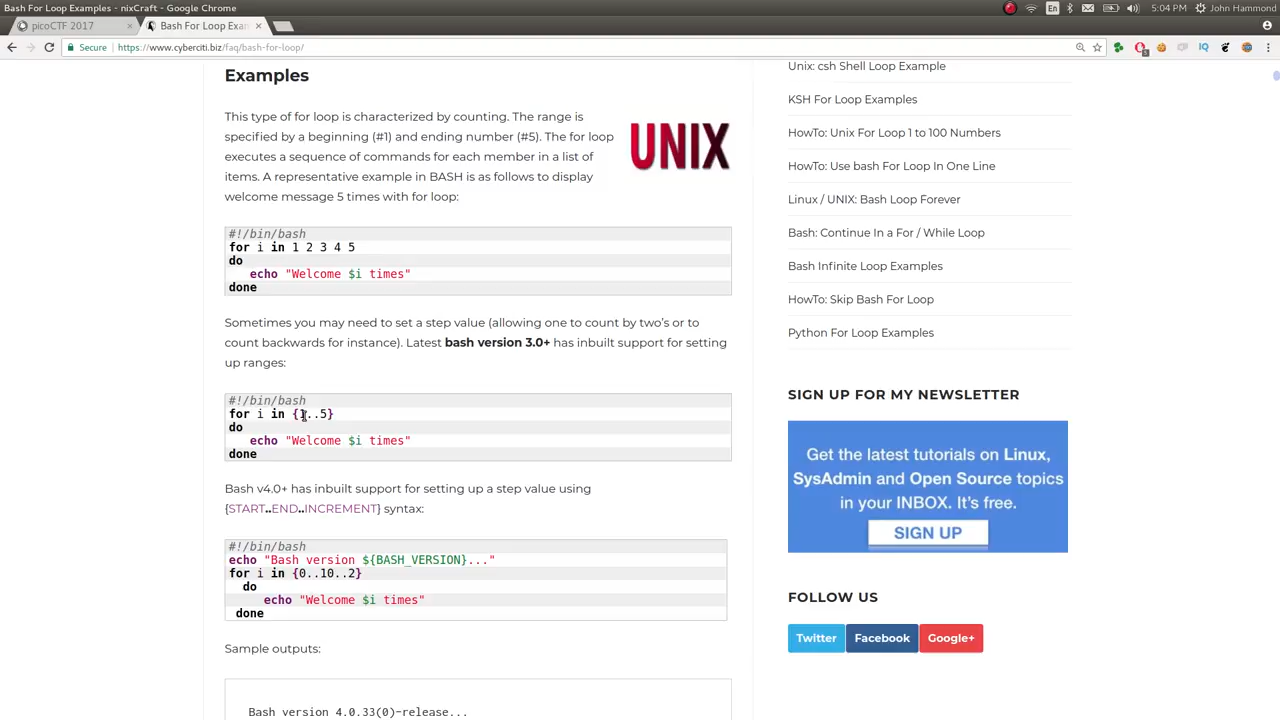 Bash For Loop Examples - nixCraft - Google Chrome
En
(0:12)
5:04 PM
John Hammond
picoCTF 2017
Bash For Loop Exam
Secure
https://www.cyberciti.biz/faq/bash-for-loop/
IQ
Examples
This type of for loop is characterized by counting. The range is
specified by a beginning (#1) and ending number (#5). The for loop
executes a sequence of commands for each member in a list of
items. A representative example in BASH is as follows to display
welcome message 5 times with for loop:
UNIX
#!/bin/bash
for i in 1 2 3 4 5
do
echo "Welcome $i times"
done
Sometimes you may need to set a step value (allowing one to count by two's or to
count backwards for instance). Latest bash version 3.0+ has inbuilt support for setting
up ranges:
#!/bin/bash
for i in {1..5}
do
echo "Welcome $i times"
done
Bash v4.0+ has inbuilt support for setting up a step value using
{START..END..INCREMENT} syntax:
#!/bin/bash
echo "Bash version ${BASH_VERSION}..."
for i in {0..10..2}
do
echo "Welcome $i times"
done
Sample outputs:
Bash version 4.0.33(0)-release...
Unix: csh Shell Loop Example
KSH For Loop Examples
HowTo: Unix For Loop 1 to 100 Numbers
HowTo: Use bash For Loop In One Line
Linux / UNIX: Bash Loop Forever
Bash: Continue In a For / While Loop
Bash Infinite Loop Examples
HowTo: Skip Bash For Loop
Python For Loop Examples
SIGN UP FOR MY NEWSLETTER
Get the latest tutorials on Linux,
SysAdmin and Open Source topics
in your INBOX. It's free.
SIGN UP
FOLLOW US
Twitter
Facebook
Google+